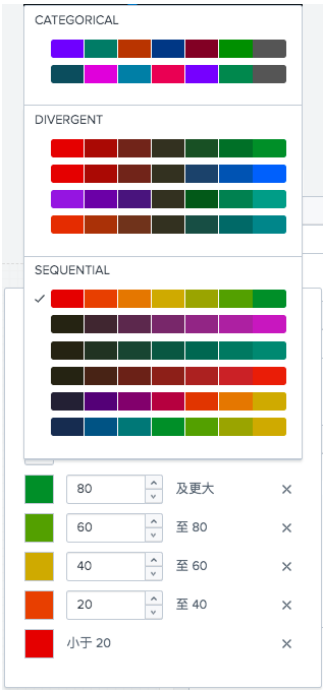 CATEGORICAL
DIVERGENT
SEQUENTIAL
80 及更大
60 至 80
40 至 60
20 至 40
小于 20